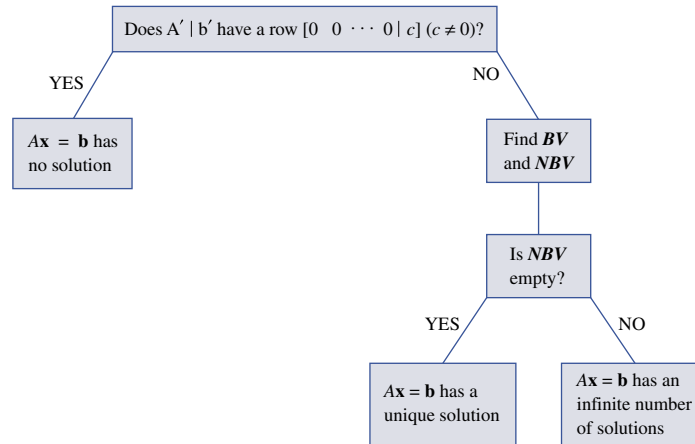 Does A′ | b′ have a row [0 0 ··· 0 | c] (c ≠ 0)?
YES
NO
Ax = b has
no solution
Find BV
and NBV
Is NBV
empty?
YES
NO
Ax = b has a
unique solution
Ax = b has an
infinite number
of solutions